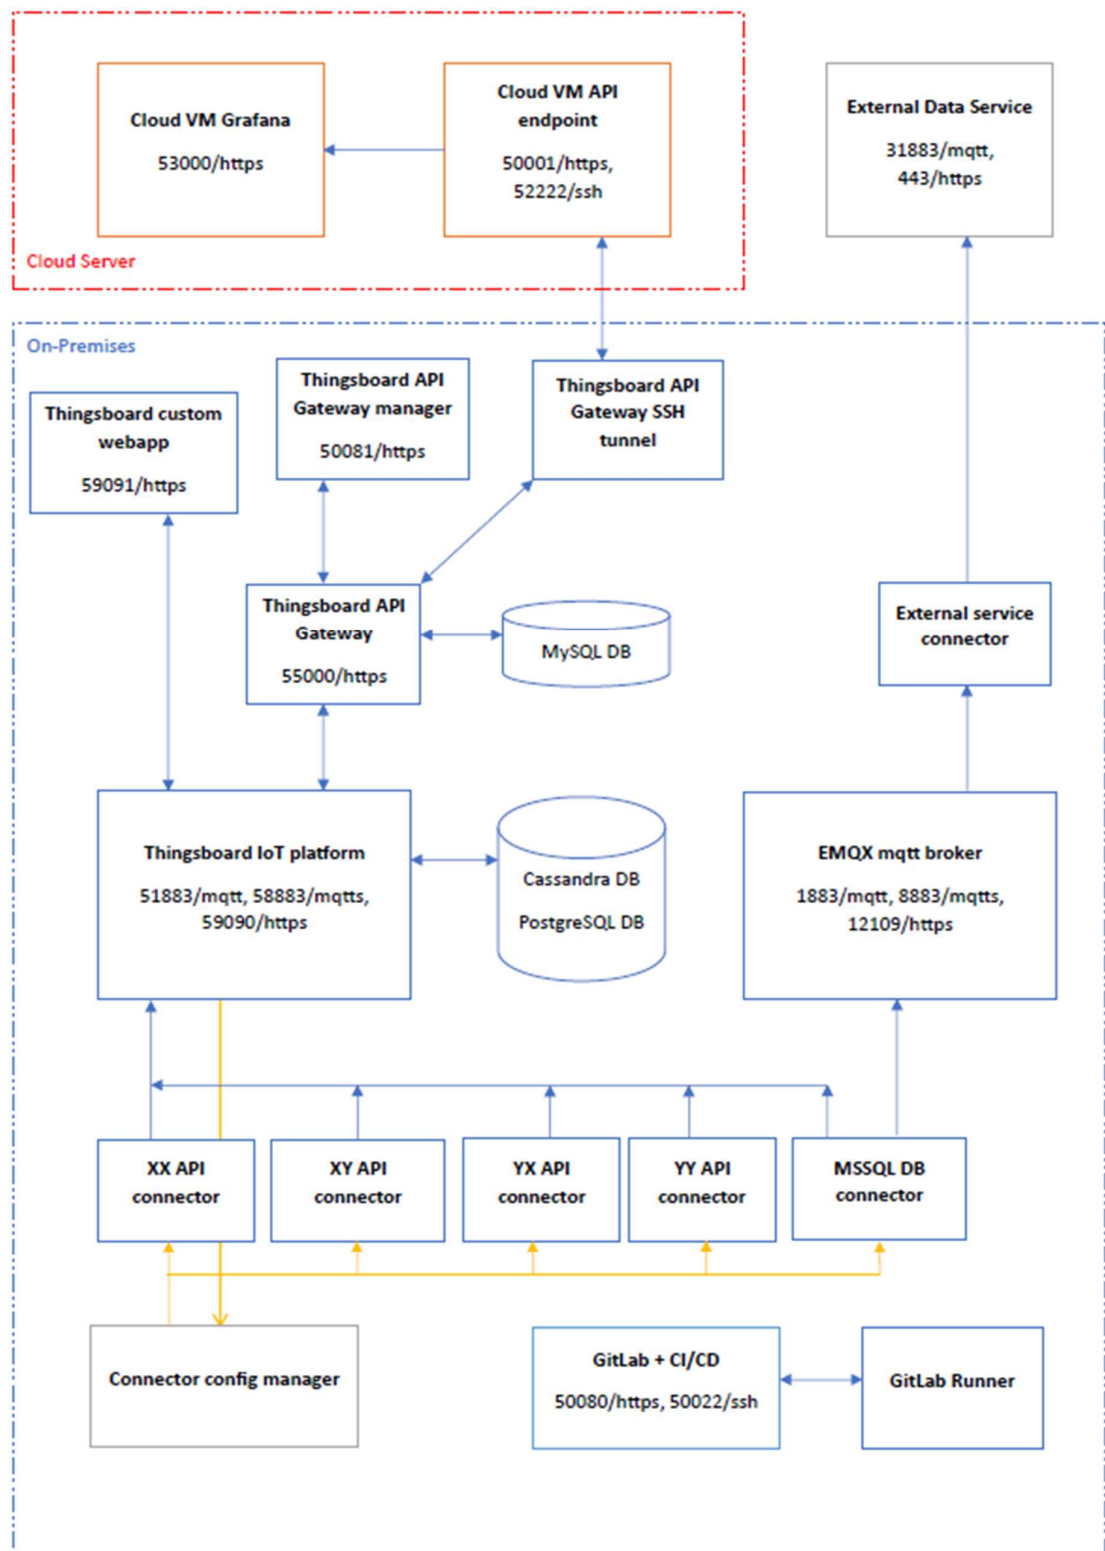 Cloud VM Grafana
53000/https
Cloud VM API
endpoint
50001/https,
52222/ssh
External Data Service
31883/mqtt,
443/https
Cloud Server
On-Premises
Thingsboard custom
webapp
59091/https
Thingsboard API
Gateway manager
50081/https
Thingsboard API
Gateway SSH
tunnel
Thingsboard API
Gateway
55000/https
MySQL DB
External service
connector
Thingsboard IoT platform
51883/mqtt, 58883/mqtts,
59090/https
Cassandra DB
PostgreSQL DB
EMQX mqtt broker
1883/mqtt, 8883/mqtts,
12109/https
XX API
connector
XY API
connector
YX API
connector
YY API
connector
MSSQL DB
connector
Connector config manager
GitLab + CI/CD
50080/https, 50022/ssh
GitLab Runner